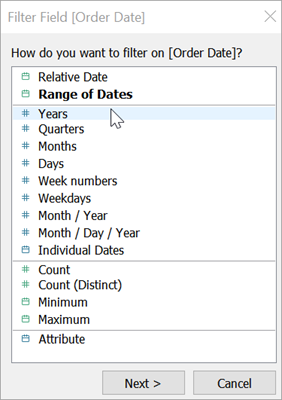 Filter Field [Order Date]
How do you want to filter on [Order Date]?
Relative Date
Range of Dates
Years
Quarters
Months
Days
Week numbers
Weekdays
Month / Year
Month / Day / Year
Individual Dates
Count
Count (Distinct)
Minimum
Maximum
Attribute
Next >
Cancel